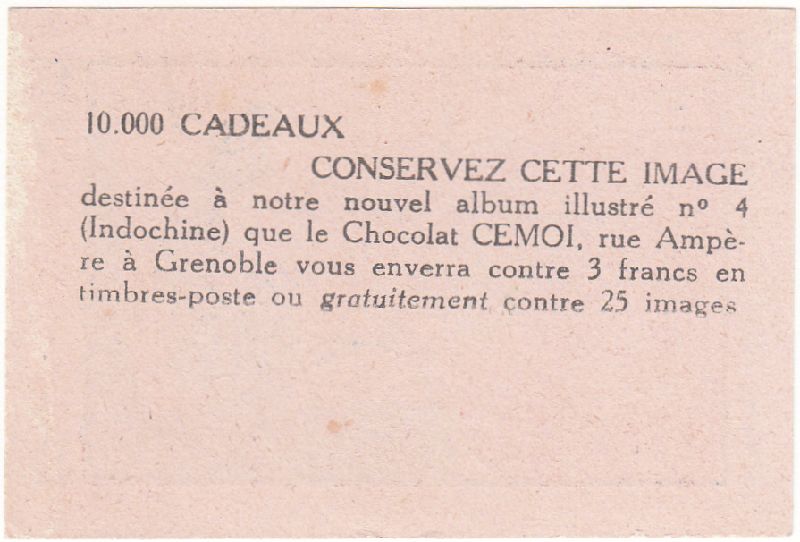 10.000 CADEAUX
CONSERVEZ CETTE IMAGE
destinée à notre nouvel album illustré nº 4
(Indochine) que le Chocolat CEMOI, rue Ampè-
re à Grenoble vous enverra contre 3 francs en
timbres-poste ou gratuitement contre 25 images